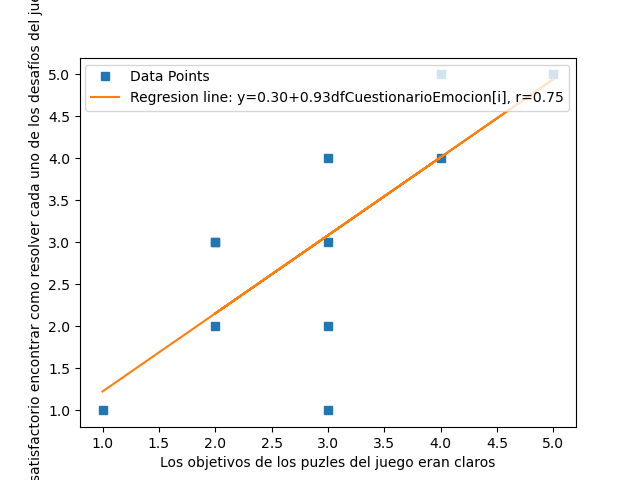 satisfactorio encontrar como resolver cada uno de los desafíos del
5.0
4.5
4.0
3.5
3.0
2.5
2.0
1.5
1.0
Data Points
Regresion line: y=0.30+0.93dfCuestionarioEmocion[i], r=0.75
1.0 1.5 2.0 2.5 3.0 3.5 4.0 4.5 5.0
Los objetivos de los puzles del juego eran claros